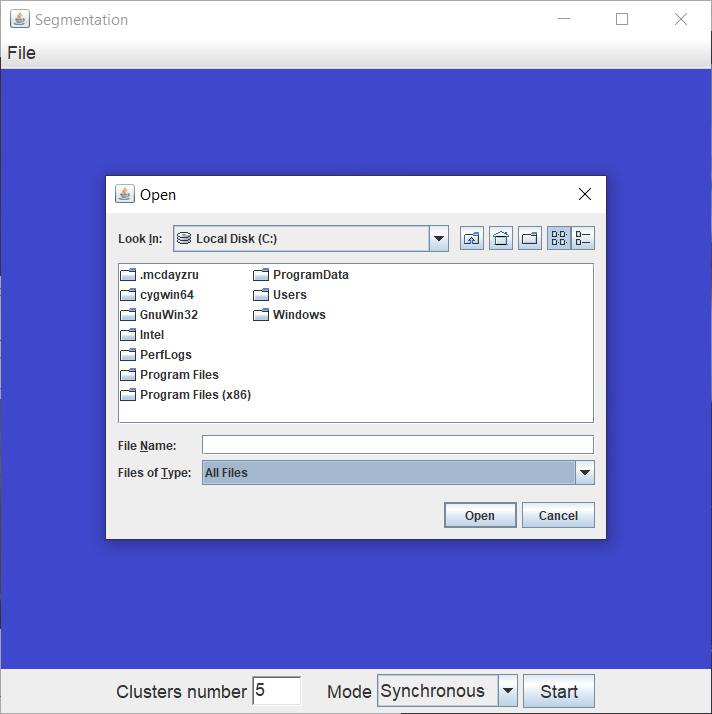 Segmentation
File
Open
Look In: Local Disk (C:)
.mcdayzru ProgramData
cygwin64 Users
GnuWin32 Windows
Intel
PerfLogs
Program Files
Program Files (x86)
File Name:
Files of Type: All Files
Open Cancel
Clusters number 5 Mode Synchronous Start